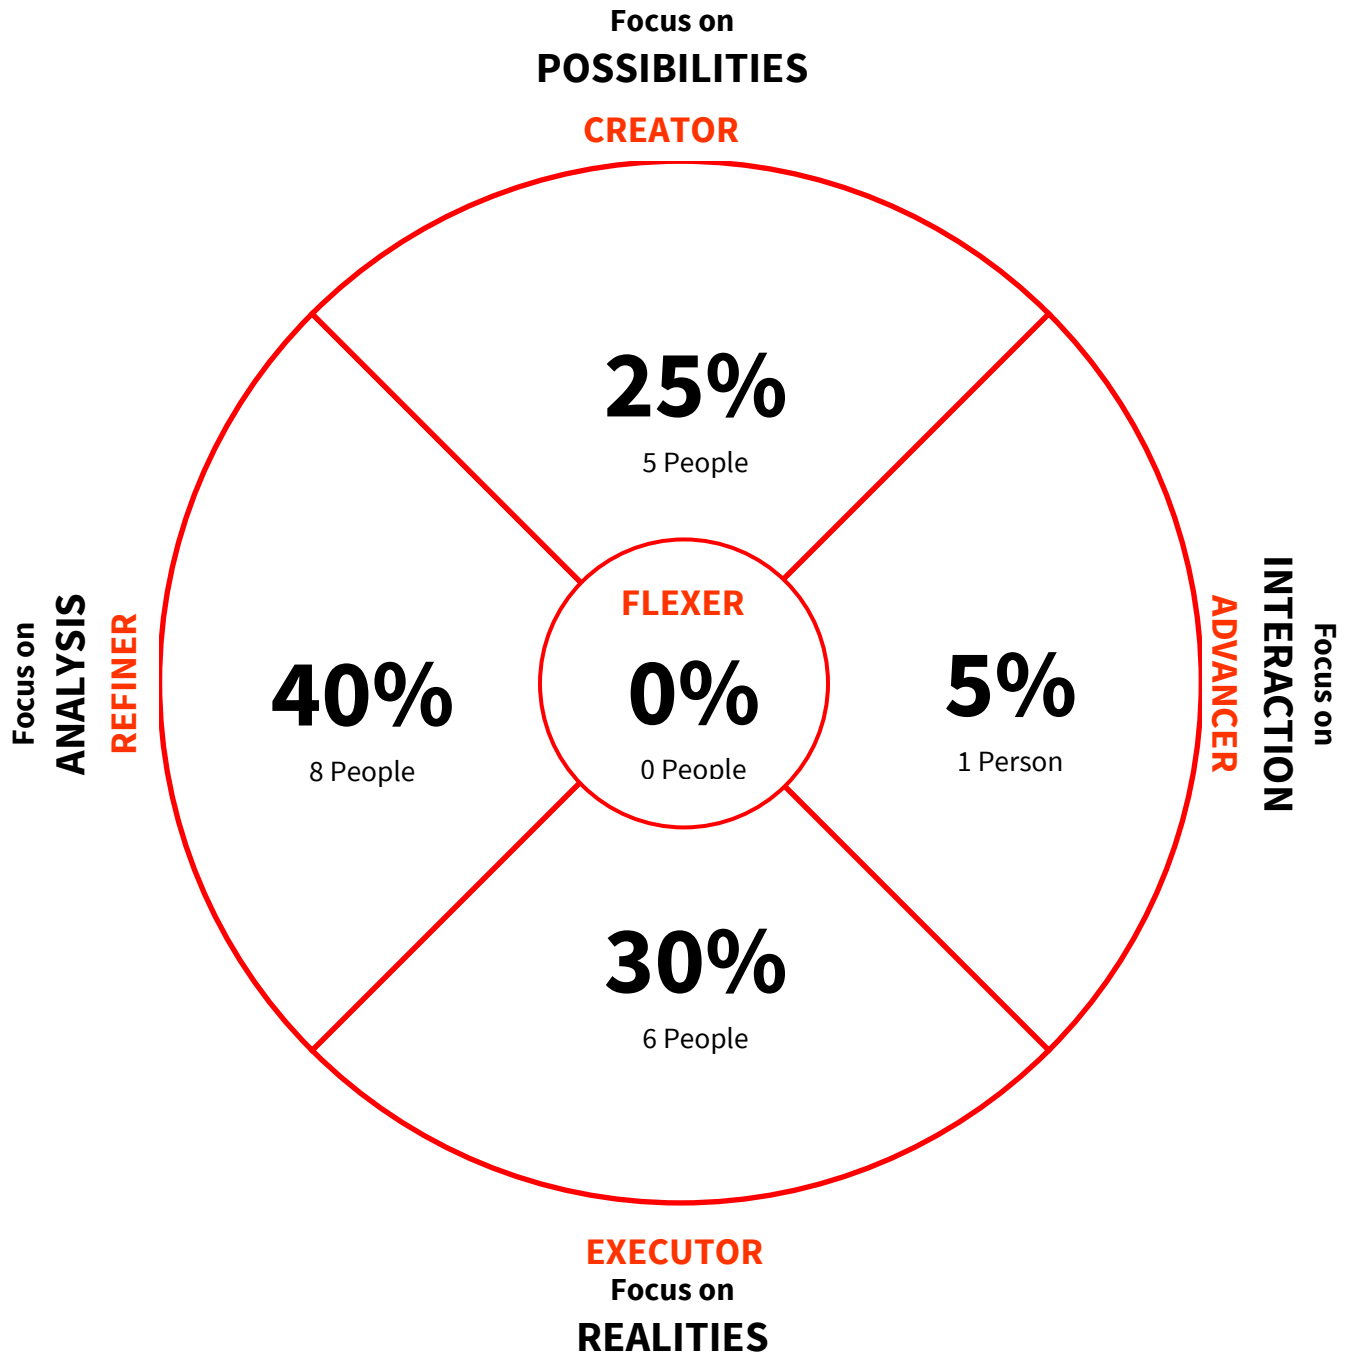 Focus on
POSSIBILITIES
CREATOR
25%
5 People
Focus on
ANALYSIS
REFINER
40%
8 People
FLEXER
0%
0 People
5%
1 Person
ADVANCER
INTERACTION
Focus on
30%
6 People
EXECUTOR
Focus on
REALITIES